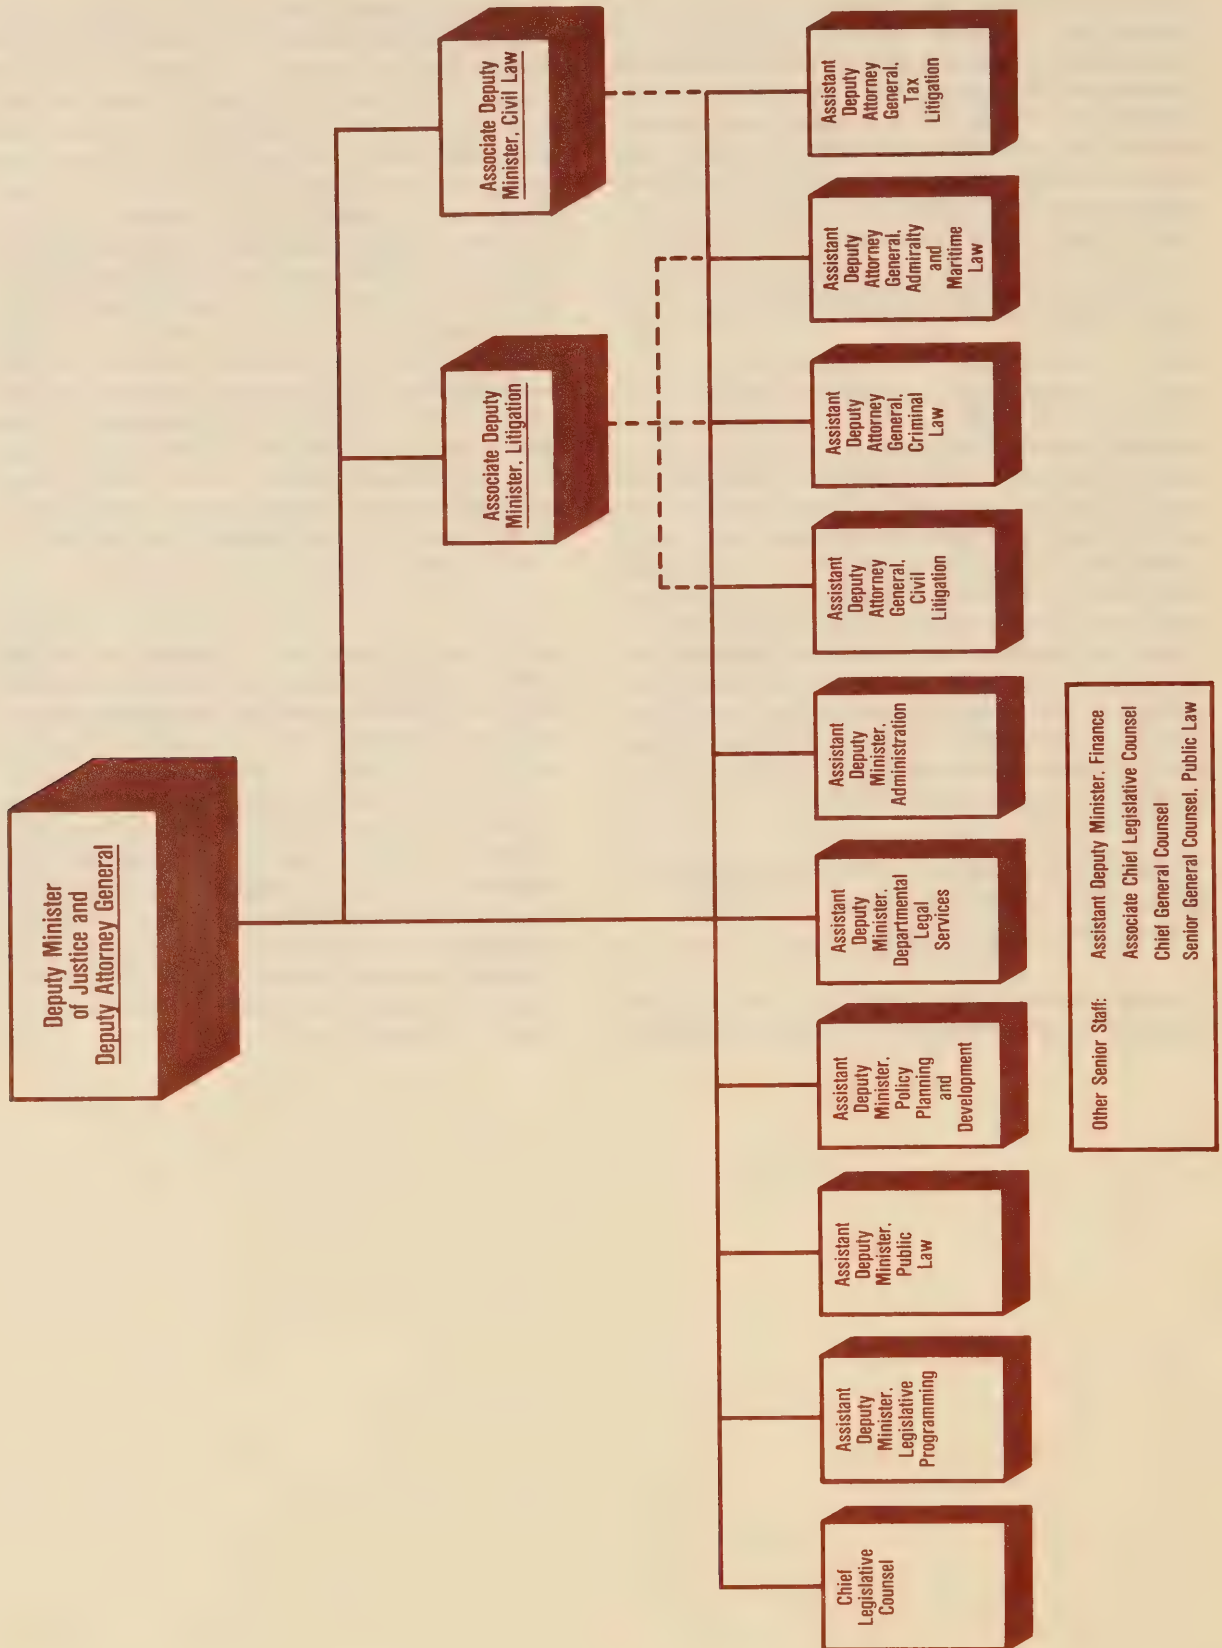 Deputy Minister
of Justice and
Deputy Attorney General
Associate Deputy
Minister, Litigation
Associate Deputy
Minister, Civil Law
Chief
Legislative
Counsel
Assistant
Deputy
Minister,
Legislative
Programming
Assistant
Deputy
Minister,
Public
Law
Assistant
Deputy
Minister,
Policy
Planning
and
Development
Assistant
Deputy
Minister,
Departmental
Legal
Services
Assistant
Deputy
Minister,
Administration
Assistant
Deputy
Attorney
General,
Civil
Litigation
Assistant
Deputy
Attorney
General,
Criminal
Law
Assistant
Deputy
Attorney
General,
Admiralty
and
Maritime
Law
Assistant
Deputy
Attorney
General,
Tax
Litigation
Other Senior Staff: Assistant Deputy Minister, Finance
Associate Chief Legislative Counsel
Chief General Counsel
Senior General Counsel, Public Law